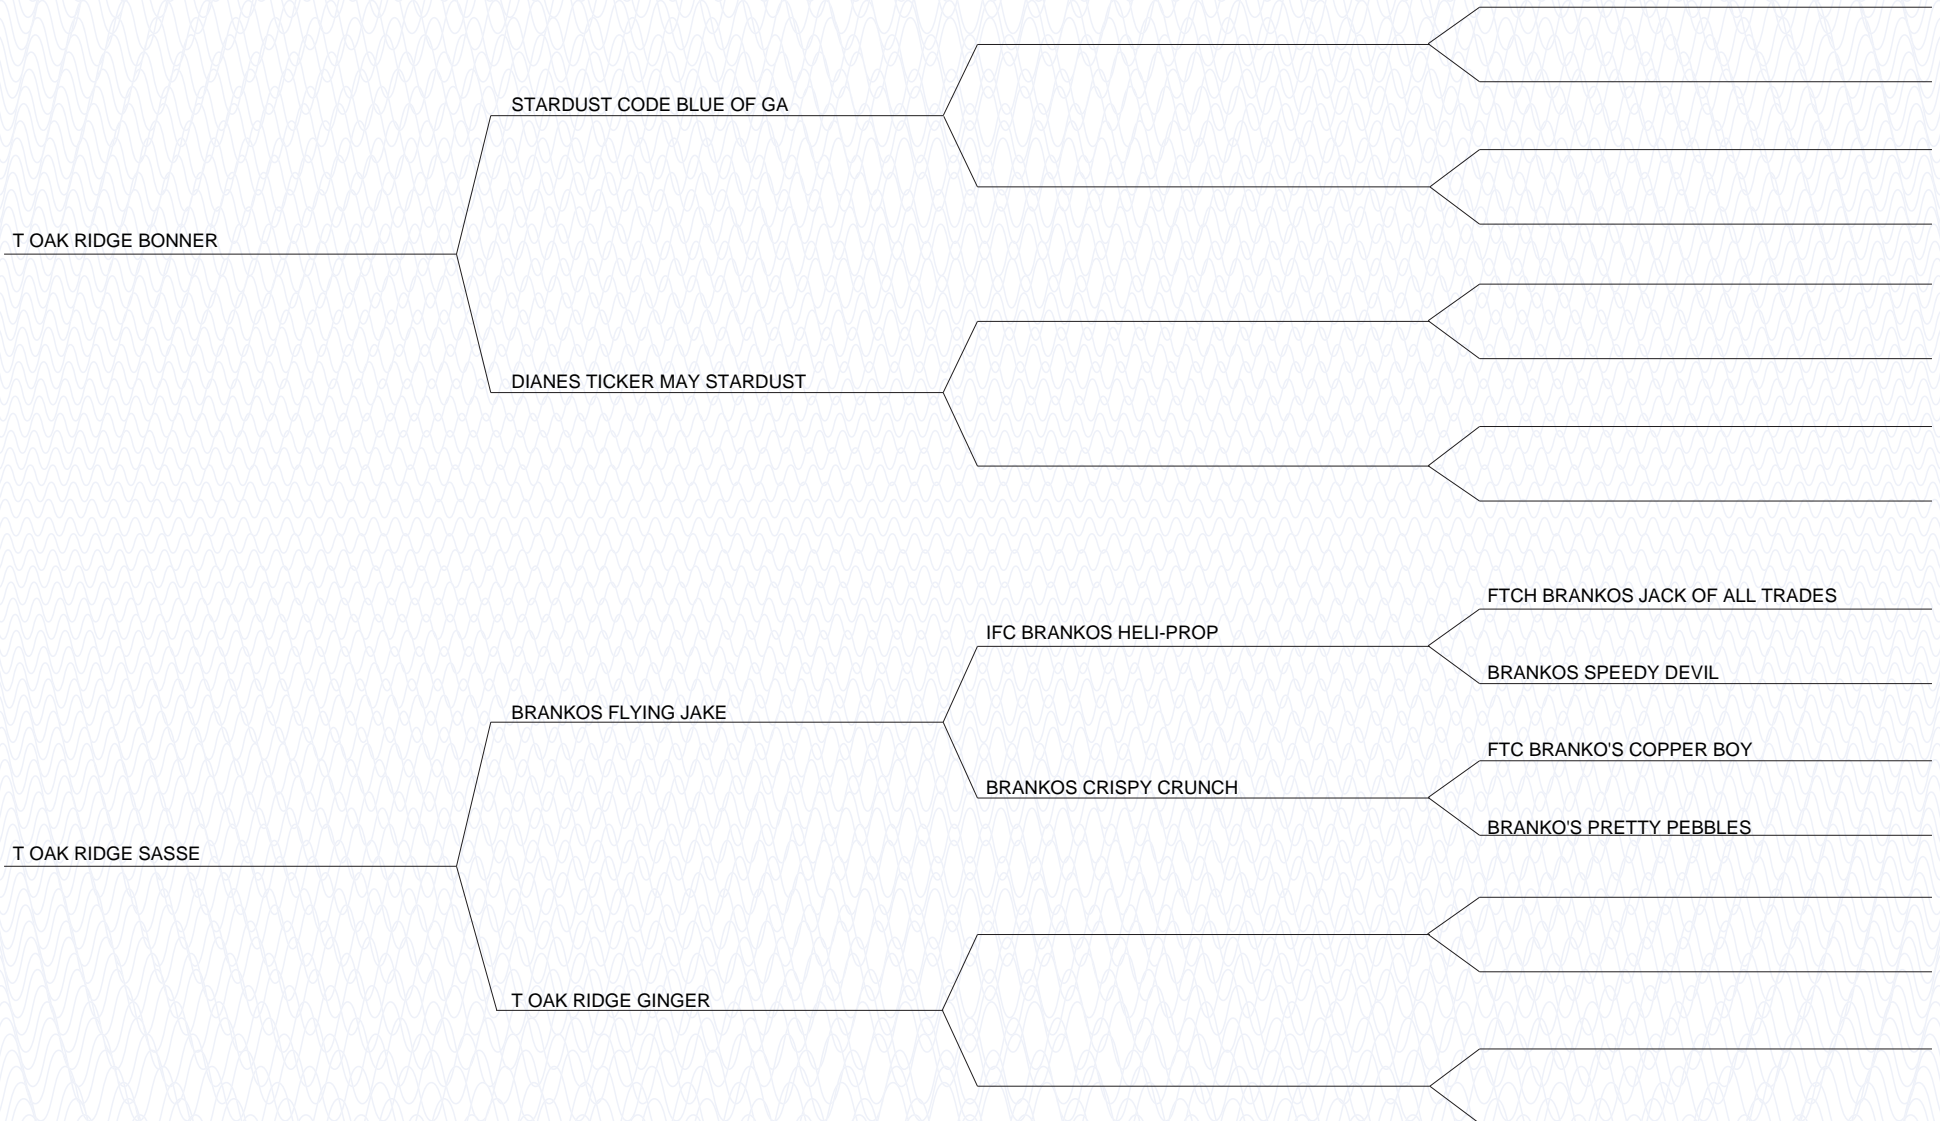 STARDUST CODE BLUE OF GA
T OAK RIDGE BONNER
DIANES TICKER MAY STARDUST
FTCH BRANKOS JACK OF ALL TRADES
IFC BRANKOS HELI-PROP
BRANKOS SPEEDY DEVIL
BRANKOS FLYING JAKE
FTC BRANKO'S COPPER BOY
BRANKOS CRISPY CRUNCH
BRANKO'S PRETTY PEBBLES
T OAK RIDGE SASSE
T OAK RIDGE GINGER